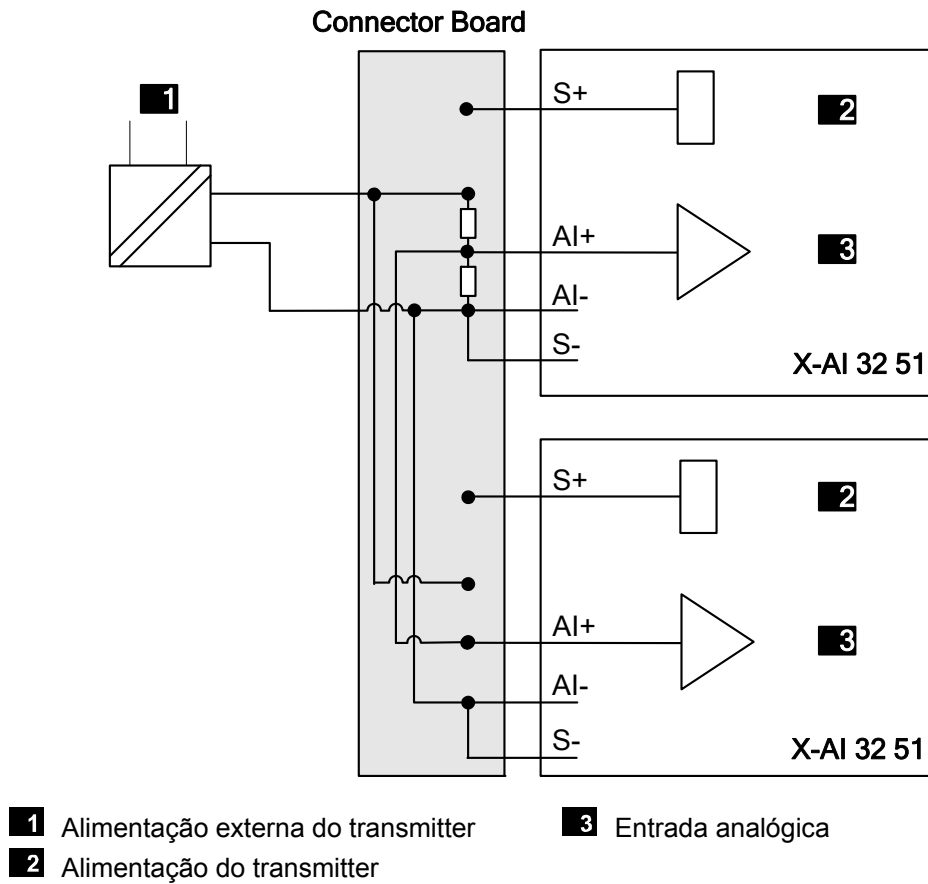 Connector Board
1
S+
2
AI+
3
AI-
S-
X-AI 32 51
S+
2
AI+
3
AI-
S-
X-AI 32 51
1 Alimentação externa do transmitter
3 Entrada analógica
2 Alimentação do transmitter